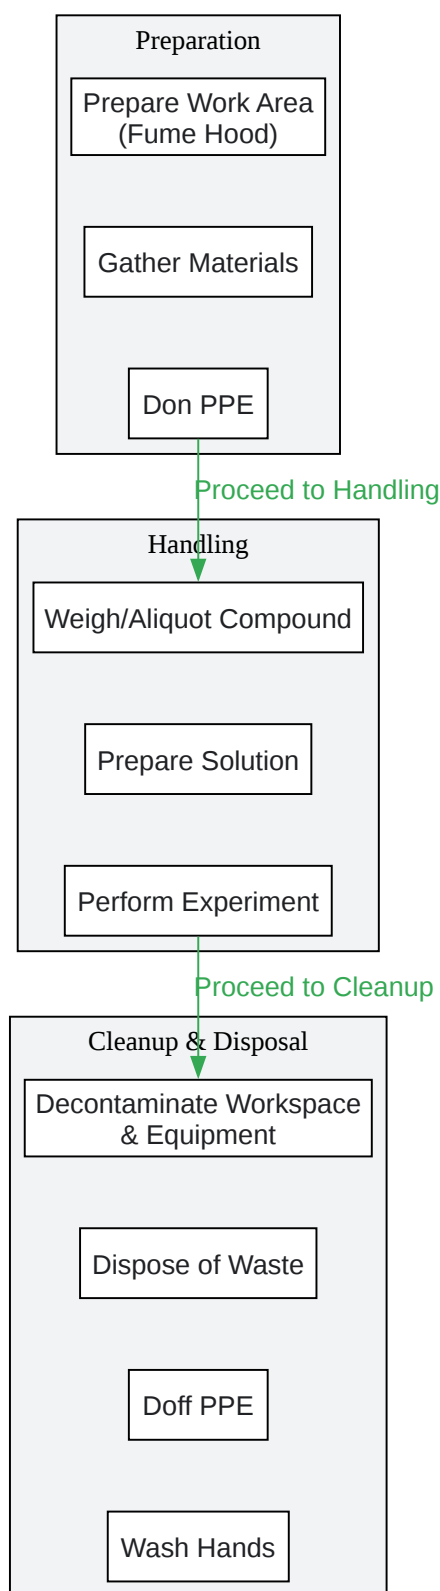 Preparation
Prepare Work Area
(Fume Hood)
Gather Materials
Don PPE
Proceed to Handling
Handling
Weigh/Aliquot Compound
Prepare Solution
Perform Experiment
Proceed to Cleanup
Cleanup & Disposal
Decontaminate Workspace
& Equipment
Dispose of Waste
Doff PPE
Wash Hands